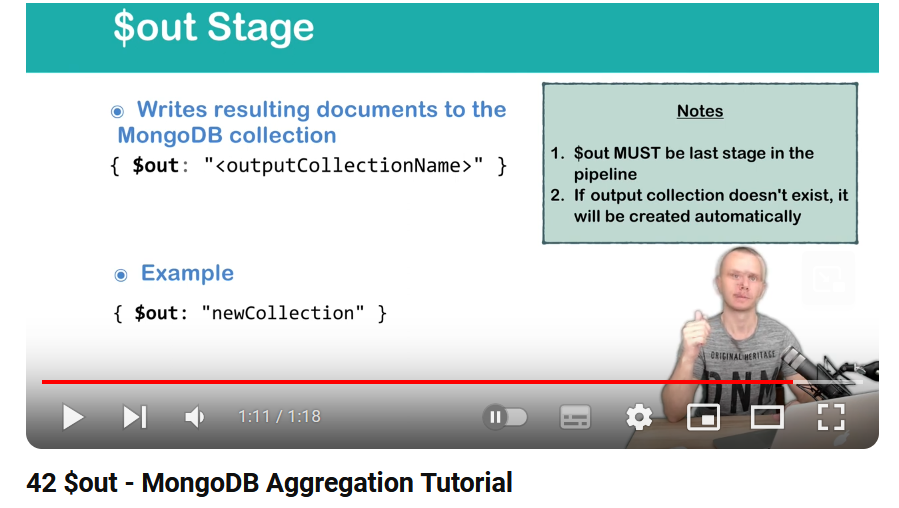 $out Stage
Writes resulting documents to the
MongoDB collection
{ $out: "<outputCollectionName>" }
Notes
1. $out MUST be last stage in the
pipeline
2. If output collection doesn't exist, it
will be created automatically
Example
{ $out: "newCollection" }
ORIGINAL HERITAGE
DNA
1:11 / 1:18
42 $out - MongoDB Aggregation Tutorial